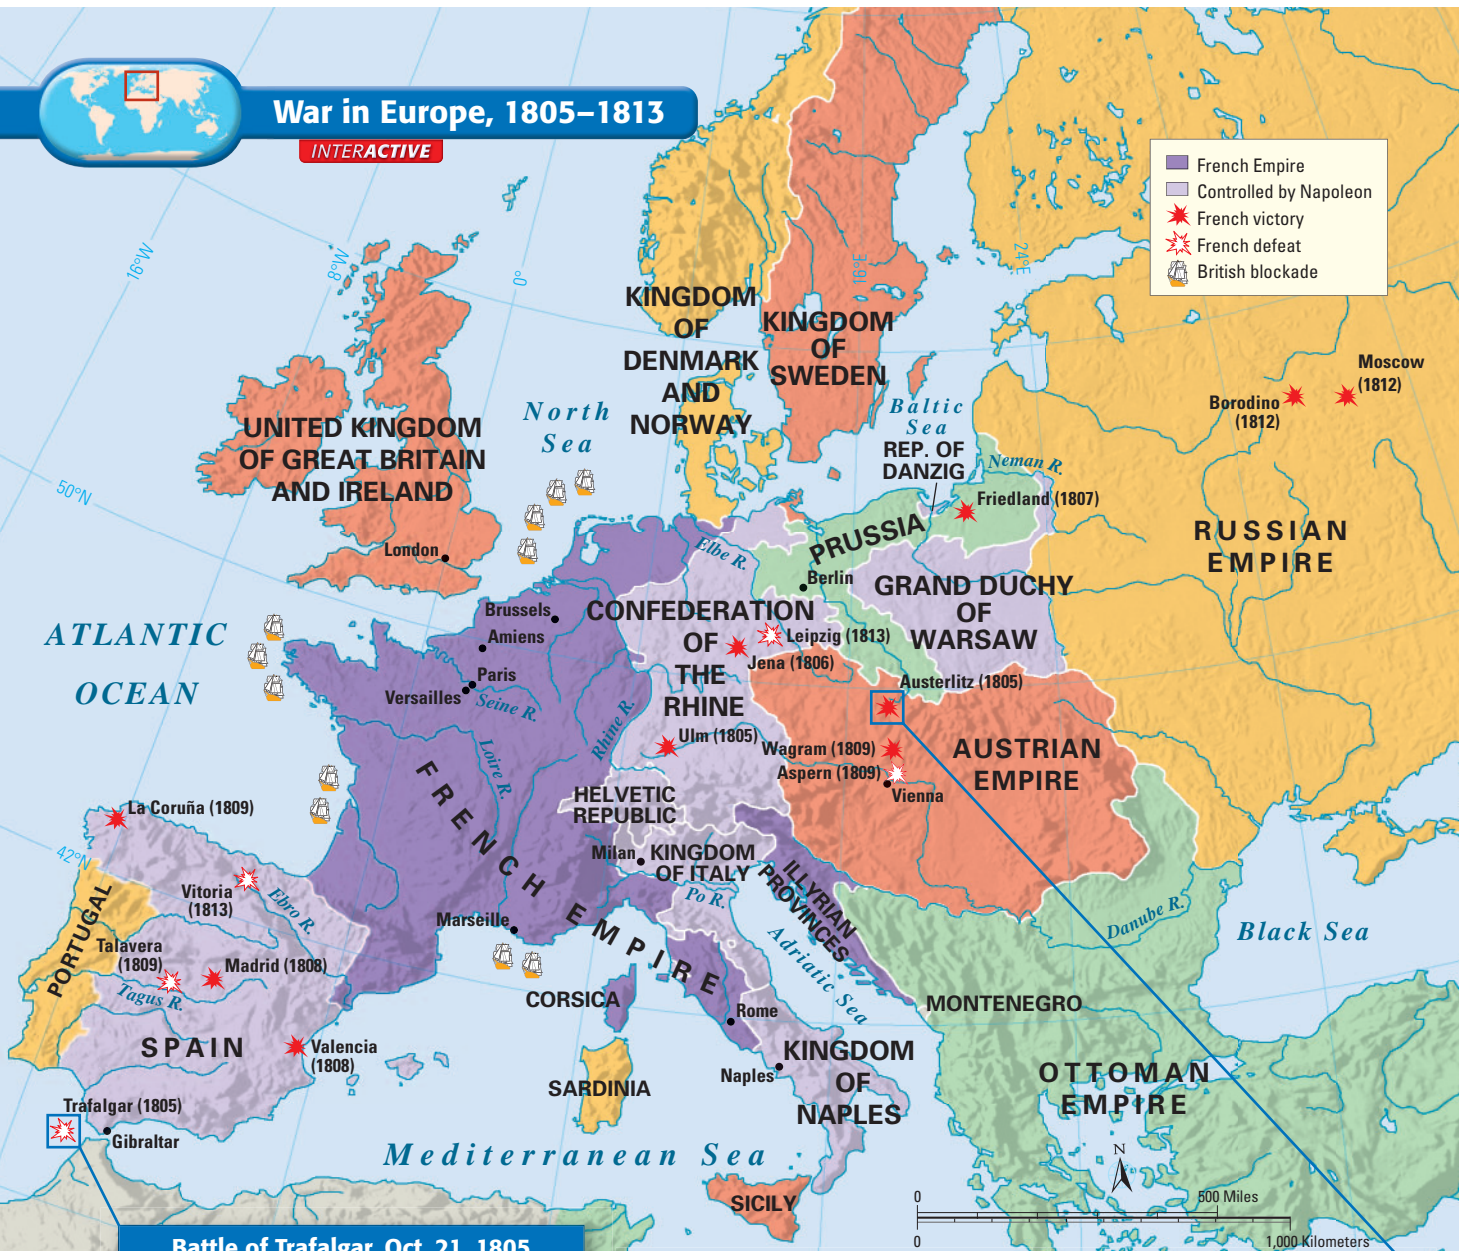 War in Europe, 1805–1813
INTERACTIVE
French Empire
Controlled by Napoleon
French victory
French defeat
British blockade
16°W
8°W
0°
16°E
24°E
50°N
42°N
KINGDOM
OF
DENMARK
AND
NORWAY
KINGDOM
OF
SWEDEN
Moscow
(1812)
Borodino
(1812)
North
Sea
Baltic
Sea
UNITED KINGDOM
OF GREAT BRITAIN
AND IRELAND
REP. OF
DANZIG
Neman R.
Friedland (1807)
RUSSIAN
EMPIRE
London
Elbe R.
PRUSSIA
Berlin
GRAND DUCHY
OF
WARSAW
ATLANTIC
OCEAN
Brussels
Amiens
Paris
Versailles
Seine R.
CONFEDERATION
OF
THE
RHINE
Leipzig (1813)
Jena (1806)
Austerlitz (1805)
Rhine R.
Loire R.
Ulm (1805)
Wagram (1809)
Aspern (1809)
Vienna
AUSTRIAN
EMPIRE
FRENCH EMPIRE
HELVETIC
REPUBLIC
Milan
KINGDOM
OF ITALY
Po R.
ILLYRIAN
PROVINCES
La Coruña (1809)
Vitoria
(1813)
Ebro R.
PORTUGAL
Talavera
(1809)
Madrid (1808)
Tagus R.
Marseille
Adriatic Sea
Danube R.
Black Sea
CORSICA
Rome
MONTENEGRO
SPAIN
Valencia
(1808)
SARDINIA
Naples
KINGDOM
OF
NAPLES
OTTOMAN
EMPIRE
Trafalgar (1805)
Gibraltar
Mediterranean Sea
SICILY
N
0
500 Miles
0
1,000 Kilometers
Battle of Trafalgar, Oct. 21, 1805